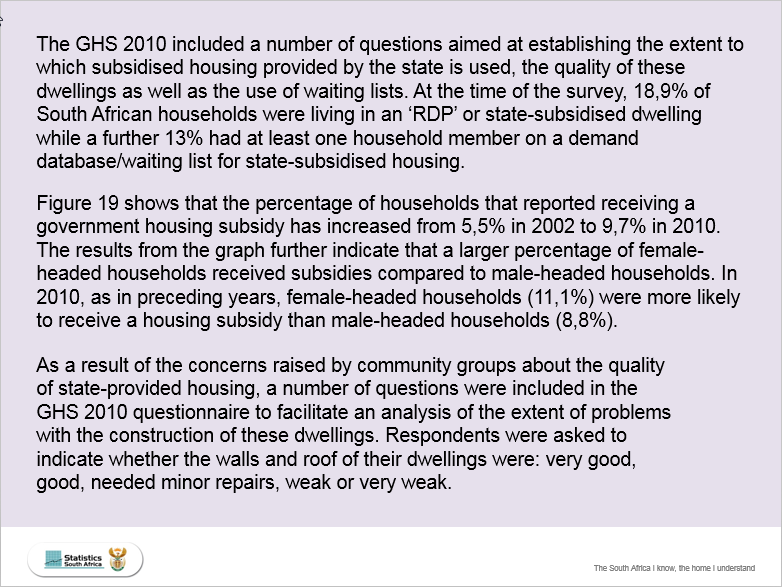 The GHS 2010 included a number of questions aimed at establishing the extent to
which subsidised housing provided by the state is used, the quality of these
dwellings as well as the use of waiting lists. At the time of the survey, 18,9% of
South African households were living in an ‘RDP’ or state-subsidised dwelling
while a further 13% had at least one household member on a demand
database/waiting list for state-subsidised housing.
Figure 19 shows that the percentage of households that reported receiving a
government housing subsidy has increased from 5,5% in 2002 to 9,7% in 2010.
The results from the graph further indicate that a larger percentage of female-
headed households received subsidies compared to male-headed households. In
2010, as in preceding years, female-headed households (11,1%) were more likely
to receive a housing subsidy than male-headed households (8,8%).
As a result of the concerns raised by community groups about the quality
of state-provided housing, a number of questions were included in the
GHS 2010 questionnaire to facilitate an analysis of the extent of problems
with the construction of these dwellings. Respondents were asked to
indicate whether the walls and roof of their dwellings were: very good,
good, needed minor repairs, weak or very weak.
Statistics
South Africa
The South Africa I know, the home I understand